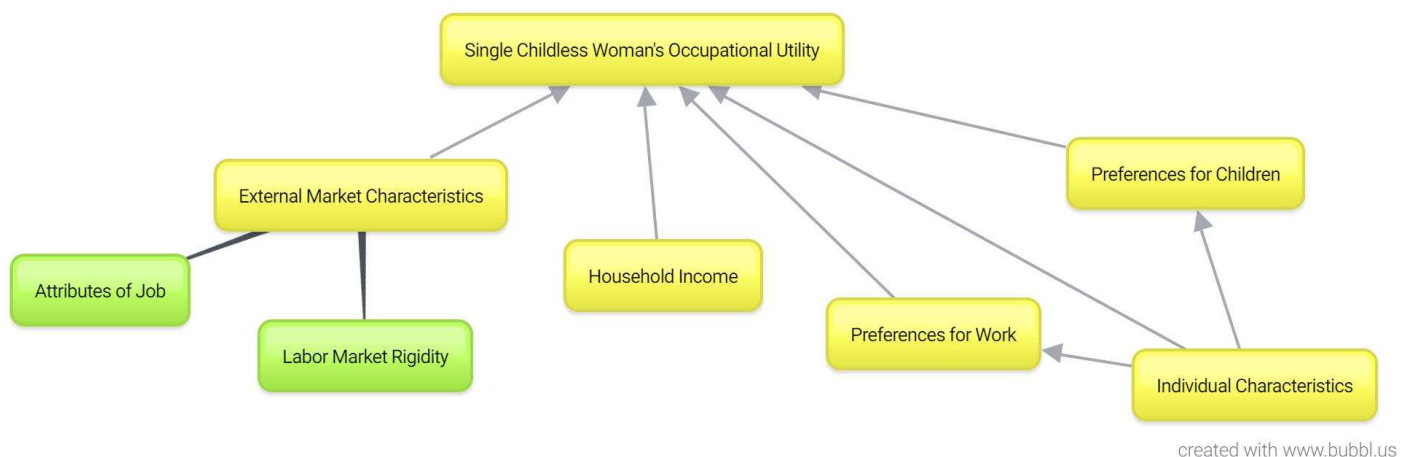 Single Childless Woman's Occupational Utility
Preferences for Children
External Market Characteristics
Household Income
Attributes of Job
Preferences for Work
Labor Market Rigidity
Individual Characteristics
created with www.bubbl.us